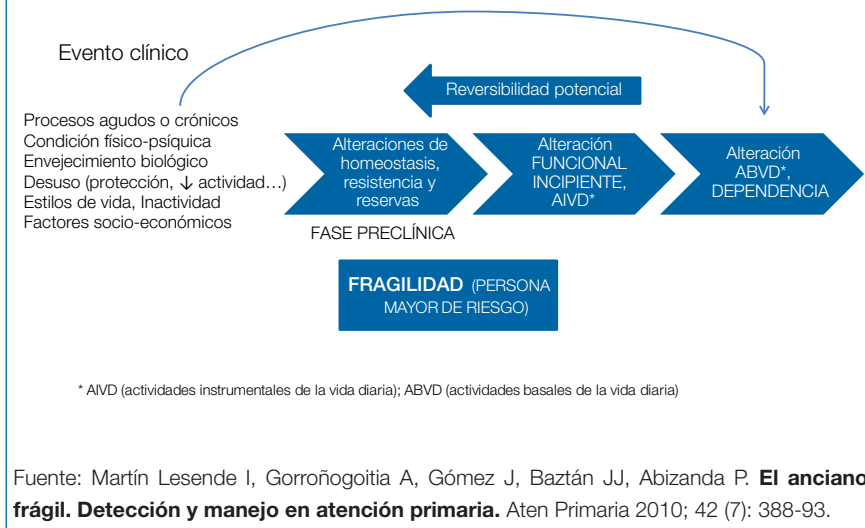 Evento clínico
Reversibilidad potencial
Procesos agudos o crónicos
Condición físico-psíquica
Envejecimiento biológico
Desuso (protección, ↓ actividad…)
Estilos de vida, Inactividad
Factores socio-económicos
Alteraciones de
homeostasis,
resistencia y
reservas
Alteración
FUNCIONAL
INCIPIENTE,
AIVD*
Alteración
ABVD*,
DEPENDENCIA
FASE PRECLÍNICA
FRAGILIDAD (PERSONA
MAYOR DE RIESGO)
* AIVD (actividades instrumentales de la vida diaria); ABVD (actividades basales de la vida diaria)
Fuente: Martín Lesende I, Gorroñogoitia A, Gómez J, Baztán JJ, Abizanda P. El anciano
frágil. Detección y manejo en atención primaria. Aten Primaria 2010; 42 (7): 388-93.